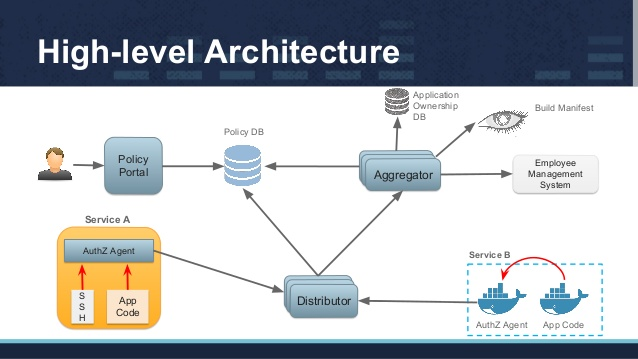 High-level Architecture
Application
Ownership
DB
Build Manifest
Policy DB
Policy
Portal
Aggregator
Employee
Management
System
Service A
AuthZ Agent
S
S
H
App
Code
Distributor
Service B
AuthZ Agent
App Code